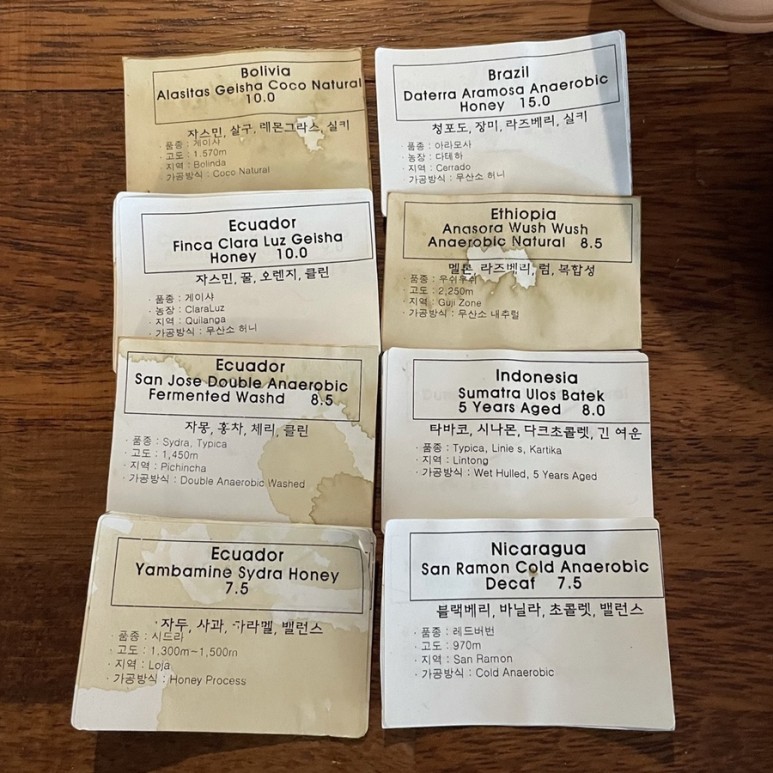 Bolivia
Alasitas Geisha Coco Natural
10.0
자스민, 살구, 레몬그라스, 실키
· 품종 : 게이샤
· 고도 : 1,570m
· 지역 : Bolinda
· 가공방식 : Coco Natural
Brazil
Daterra Aramosa Anaerobic
Honey 15.0
청포도, 장미, 라즈베리, 실키
· 품종 : 아라모사
· 농장 : 다테하
· 지역 : Cerrado
· 가공방식 : 무산소 허니
Ecuador
Finca Clara Luz Geisha
Honey 10.0
자스민, 꿀, 오렌지, 클린
· 품종 : 게이샤
· 농장 : ClaraLuz
· 지역 : Quilanga
· 가공방식 : 무산소 허니
Ethiopia
Anasora Wush Wush
Anaerobic Natural 8.5
멜론, 라즈베리, 럼, 복합성
· 품종 : 우쉬우쉬
· 고도 : 2,250m
· 지역 : Guji Zone
· 가공방식 : 무산소 내추럴
Ecuador
San Jose Double Anaerobic
Fermented Washd 8.5
자몽, 홍차, 체리, 클린
· 품종 : Sydra, Typica
· 고도 : 1,450m
· 지역 : Pichincha
· 가공방식 : Double Anaerobic Washed
Indonesia
Sumatra Ulos Batek
5 Years Aged 8.0
타바코, 시나몬, 다크초콜렛, 긴 여운
· 품종 : Typica, Linie s, Kartika
· 지역 : Lintong
· 가공방식 : Wet Hulled, 5 Years Aged
Ecuador
Yambamine Sydra Honey
7.5
자두, 사과, 카라멜, 밸런스
· 품종 : 시드라
· 고도 : 1,300m~1,500m
· 지역 : Loja
· 가공방식 : Honey Process
Nicaragua
San Ramon Cold Anaerobic
Decaf 7.5
블랙베리, 바닐라, 초콜렛, 밸런스
· 품종 : 레드버번
· 고도 : 970m
· 지역 : San Ramon
· 가공방식 : Cold Anaerobic